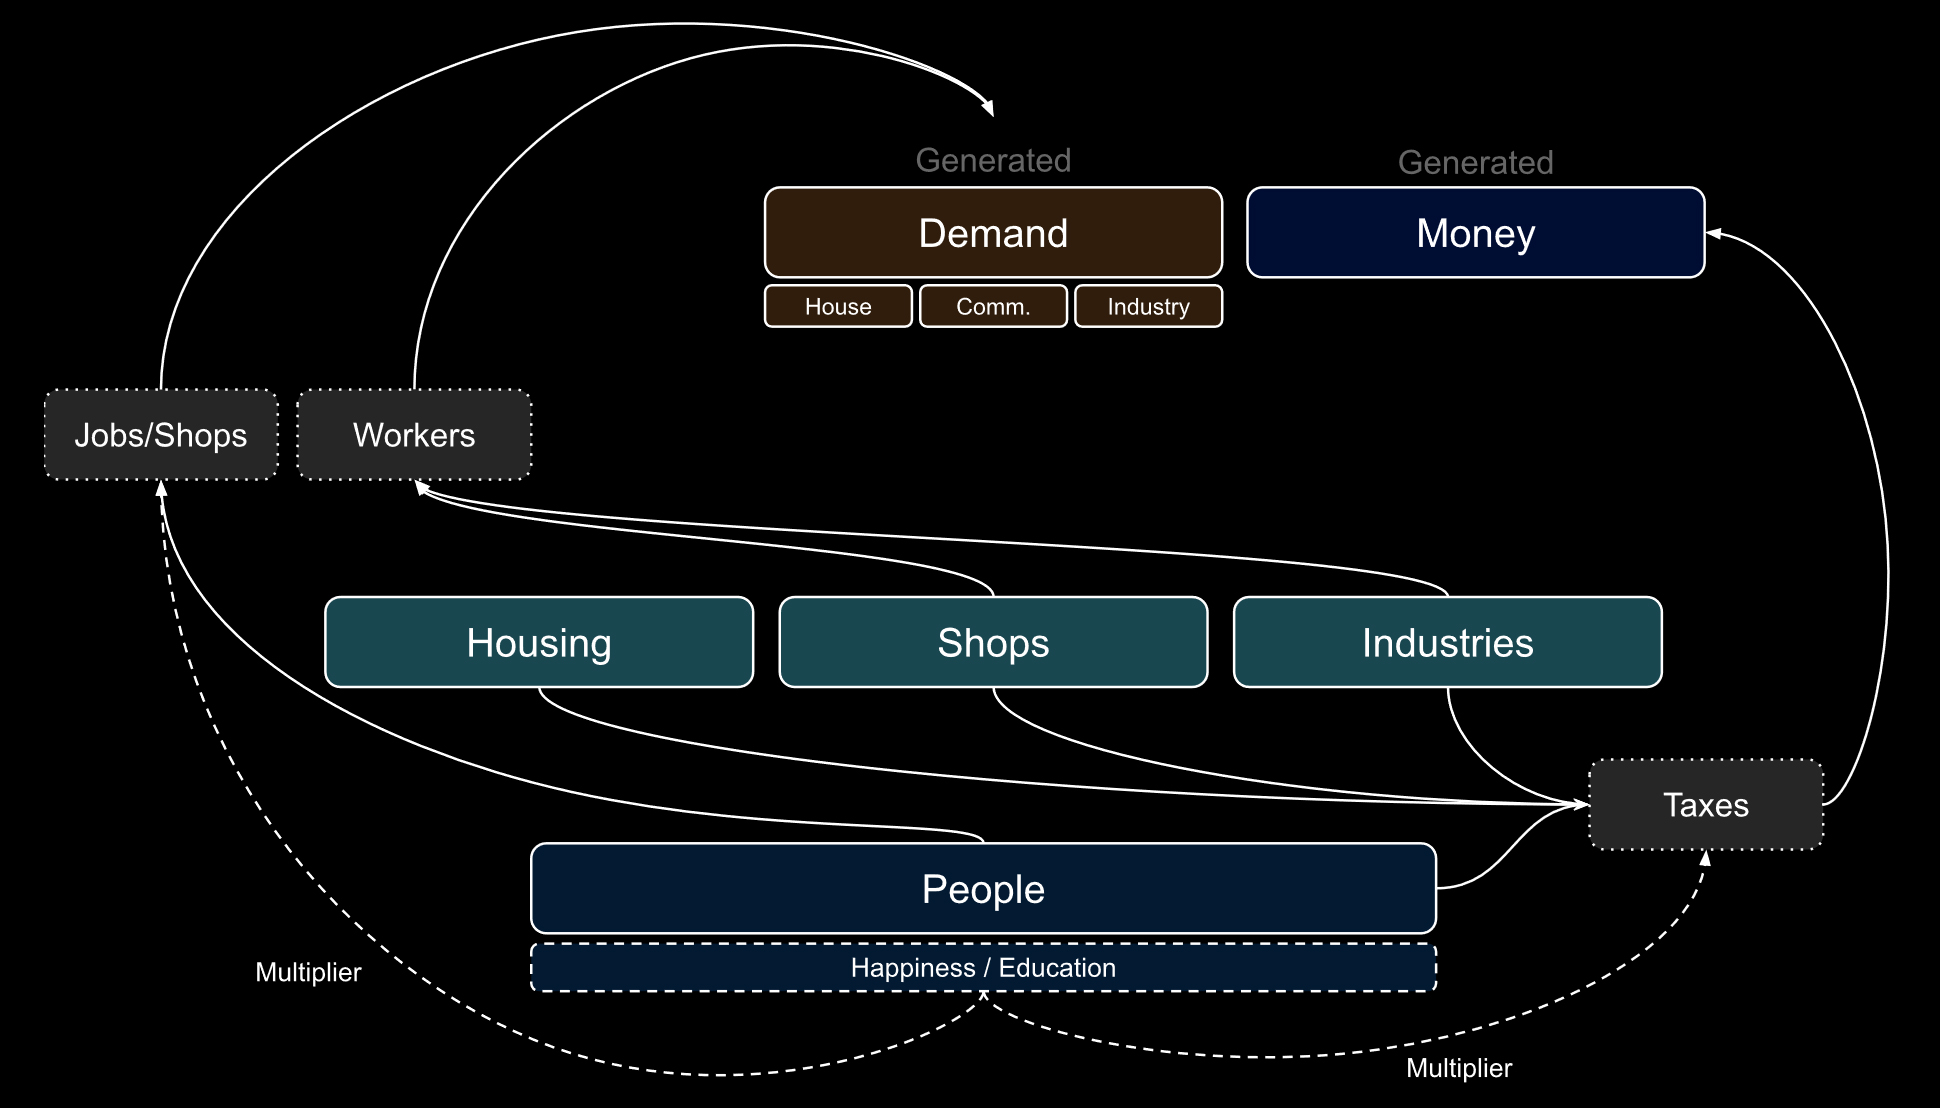 Generated
Generated
Demand
Money
House
Comm.
Industry
Jobs/Shops
Workers
Housing
Shops
Industries
Taxes
People
Happiness / Education
Multiplier
Multiplier